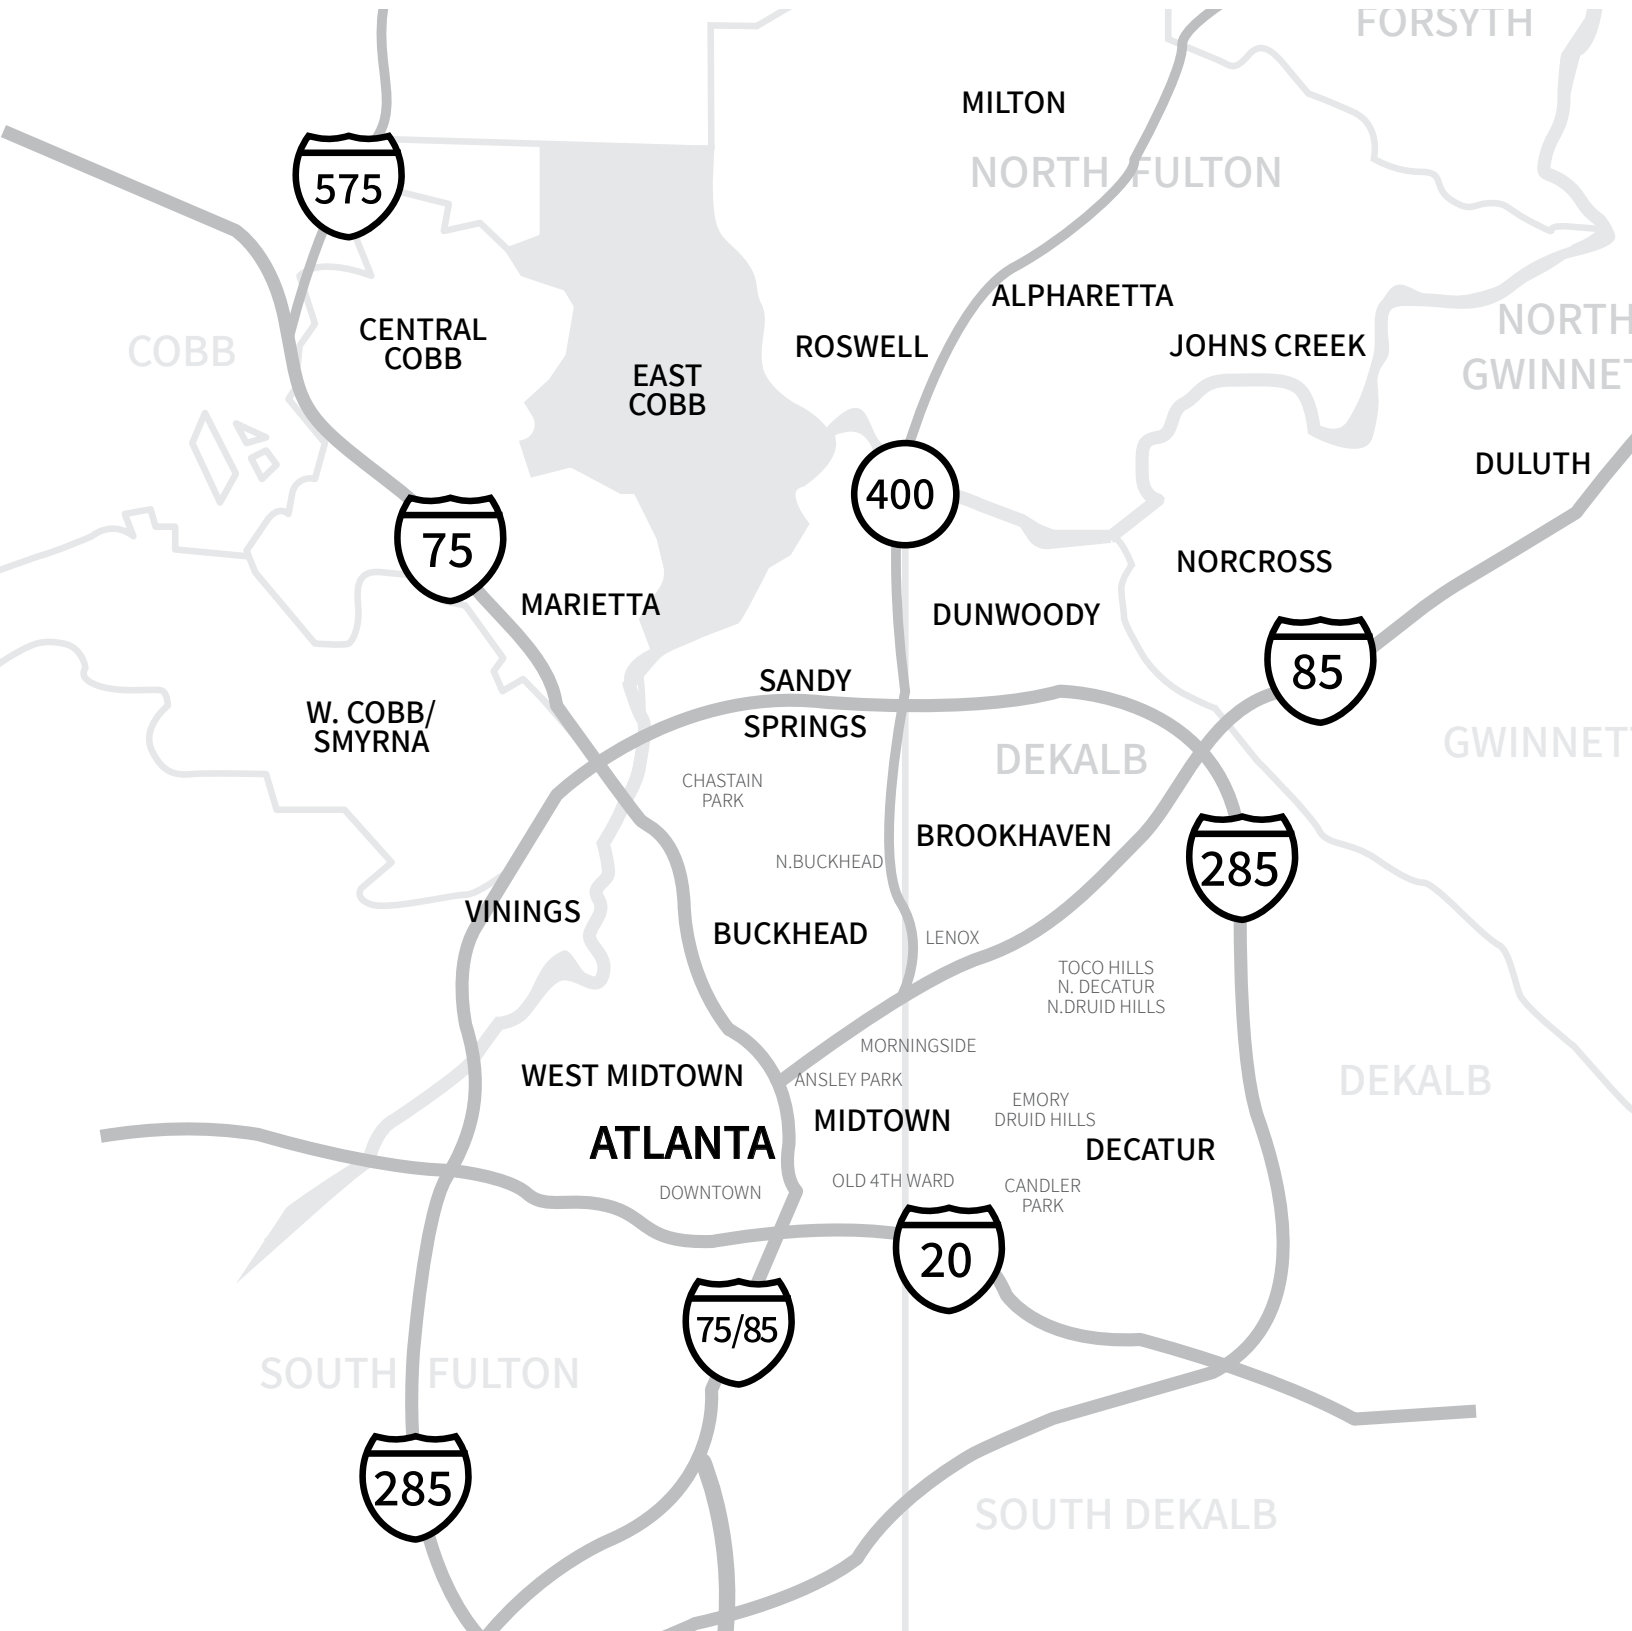 FORSYTH
MILTON
NORTH FULTON
575
ALPHARETTA
NORTH
GWINNET
CENTRAL
COBB
COBB
ROSWELL
JOHNS CREEK
EAST
COBB
DULUTH
400
75
NORCROSS
MARIETTA
DUNWOODY
85
SANDY
SPRINGS
W. COBB/
SMYRNA
GWINNETT
DEKALB
CHASTAIN
PARK
BROOKHAVEN
N.BUCKHEAD
285
VININGS
BUCKHEAD
LENOX
TOCO HILLS
N. DECATUR
N.DRUID HILLS
MORNINGSIDE
WEST MIDTOWN
ANSLEY PARK
DEKALB
EMORY
DRUID HILLS
MIDTOWN
ATLANTA
DECATUR
OLD 4TH WARD
DOWNTOWN
CANDLER
PARK
20
75/85
SOUTH FULTON
285
SOUTH DEKALB